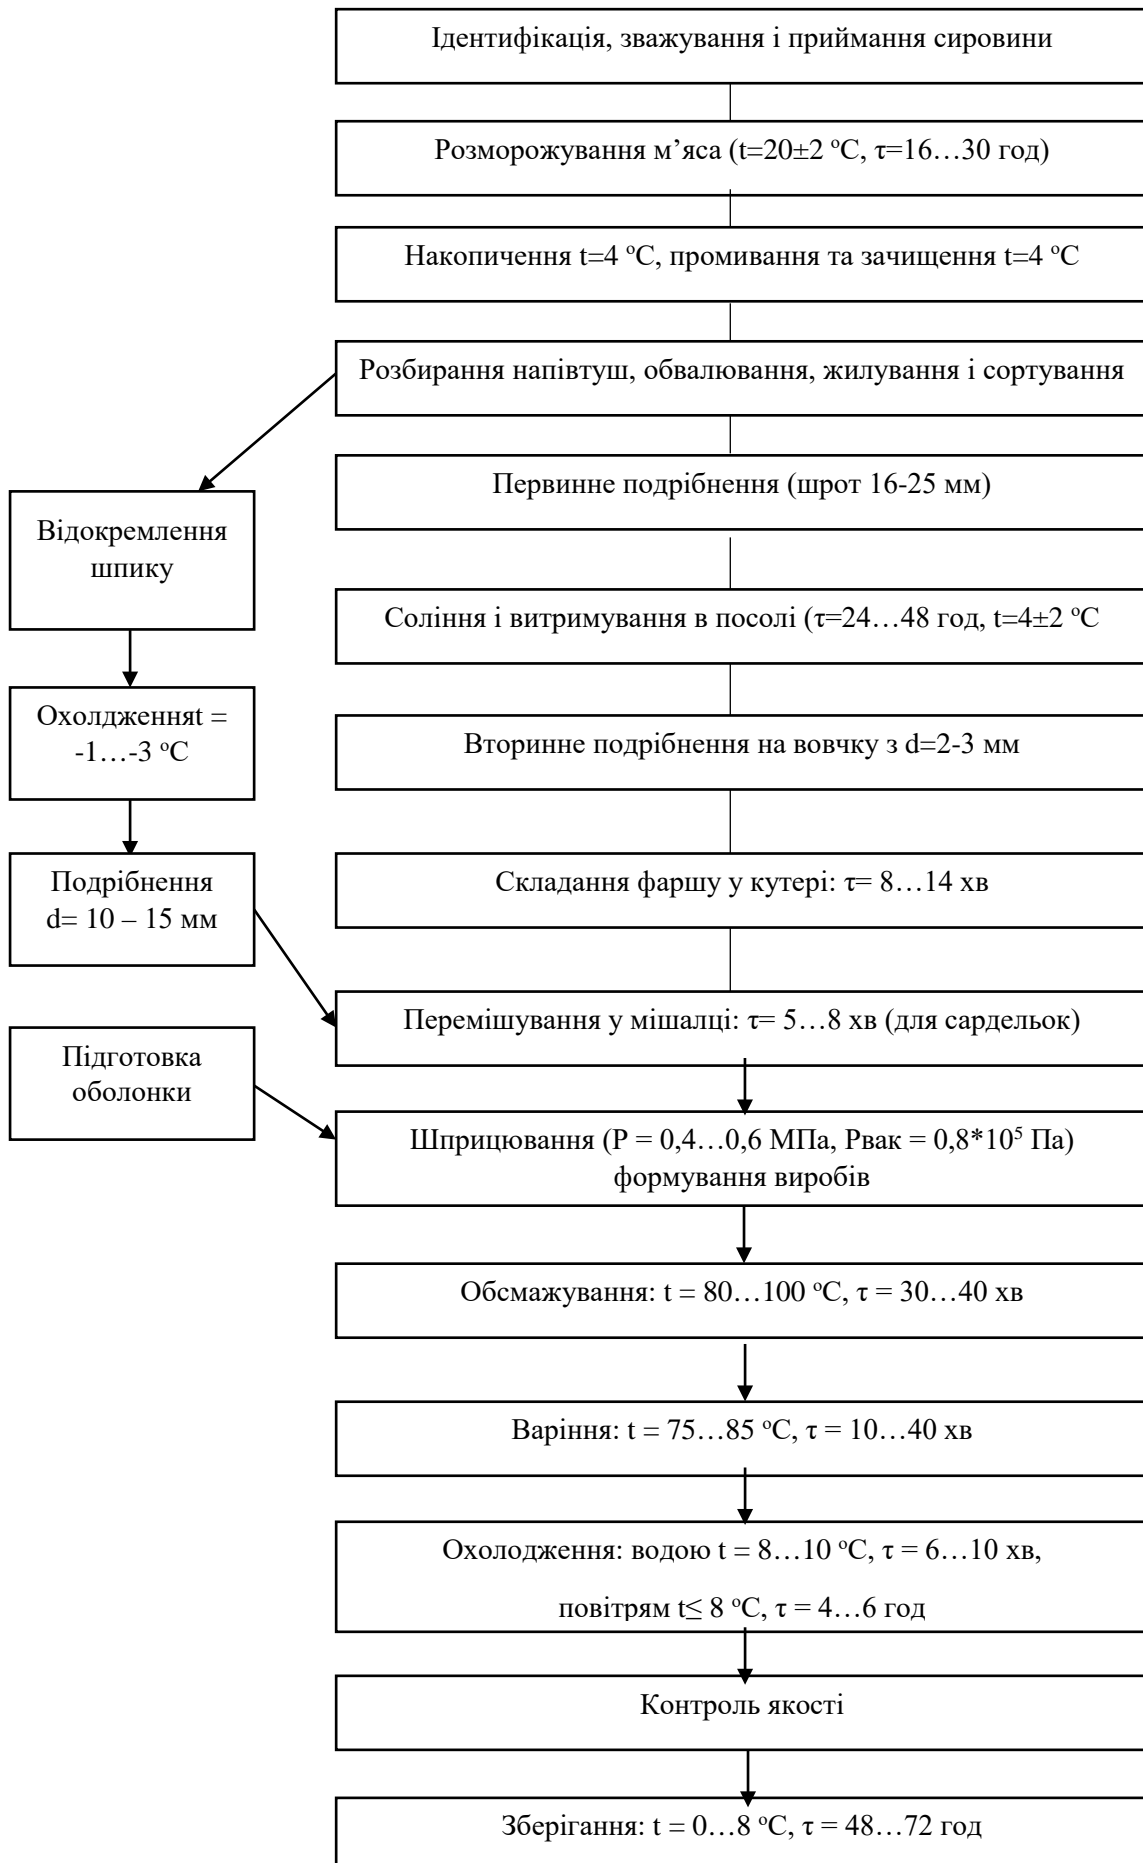 Ідентифікація, зважування і приймання сировини
Розморожування м’яса (t=20±2 ºС, τ=16…30 год)
Накопичення t=4 ºС, промивання та зачищення t=4 ºС
Розбирання напівтуш, обвалювання, жилування і сортування
Первинне подрібнення (шрот 16-25 мм)
Відокремлення
шпику
Соління і витримування в посолі (τ=24…48 год, t=4±2 ºС
Охолдженняt =
-1…-3 ºС
Вторинне подрібнення на вовчку з d=2-3 мм
Подрібнення
d= 10 – 15 мм
Складання фаршу у кутері: τ= 8…14 хв
Перемішування у мішалці: τ= 5…8 хв (для сардельок)
Підготовка
оболонки
Шприцювання (Р = 0,4…0,6 МПа, Рвак = 0,8*10⁵ Па)
формування виробів
Обсмажування: t = 80…100 ºС, τ = 30…40 хв
Варіння: t = 75…85 ºС, τ = 10…40 хв
Охолодження: водою t = 8…10 ºС, τ = 6…10 хв,
повітрям t≤ 8 ºС, τ = 4…6 год
Контроль якості
Зберігання: t = 0…8 ºС, τ = 48…72 год